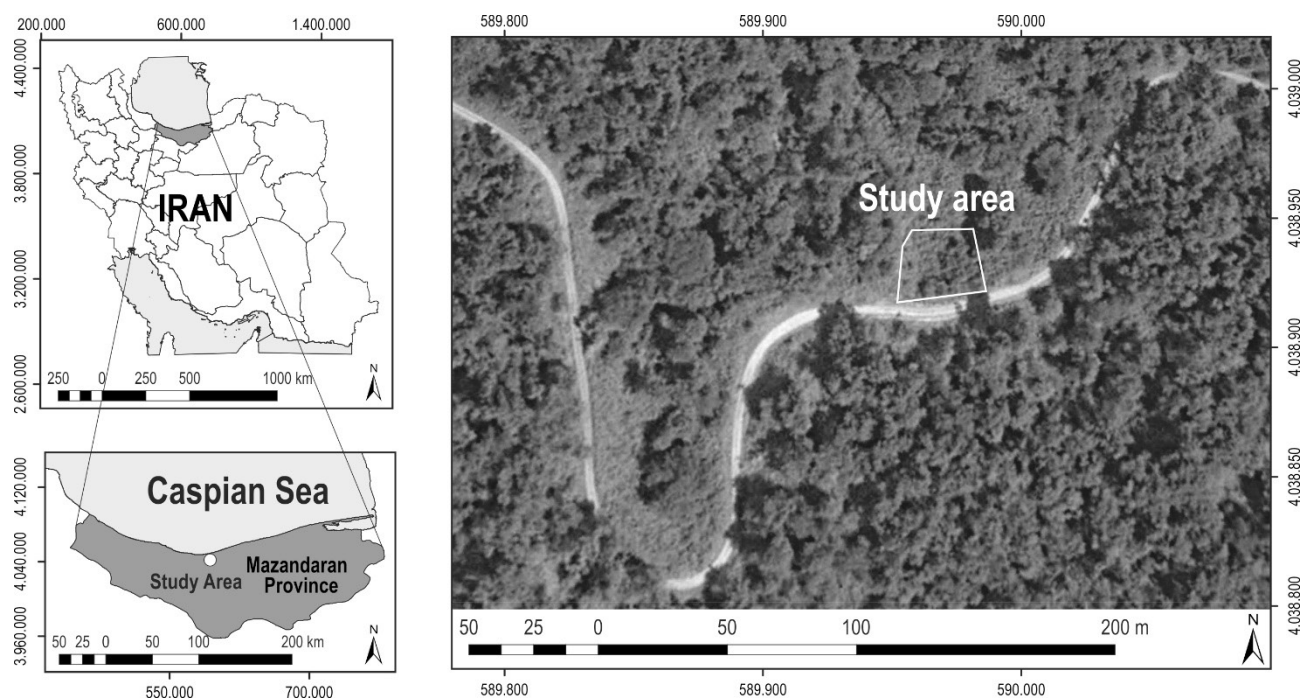 200.000 600.000 1.400.000
4.400.000
3.800.000
3.200.000
2.600.000
IRAN
N
250 0 250 500 1000 km
4.120.000
4.040.000
3.960.000
Caspian Sea
Mazandaran
Province
Study Area
N
50 25 0 50 100 200 km
550.000 700.000
589.800 589.900 590.000
4.039.000
4.038.950
4.038.900
4.038.850
4.038.800
Study area
50 25 0 50 100 200 m
N
589.800 589.900 590.000